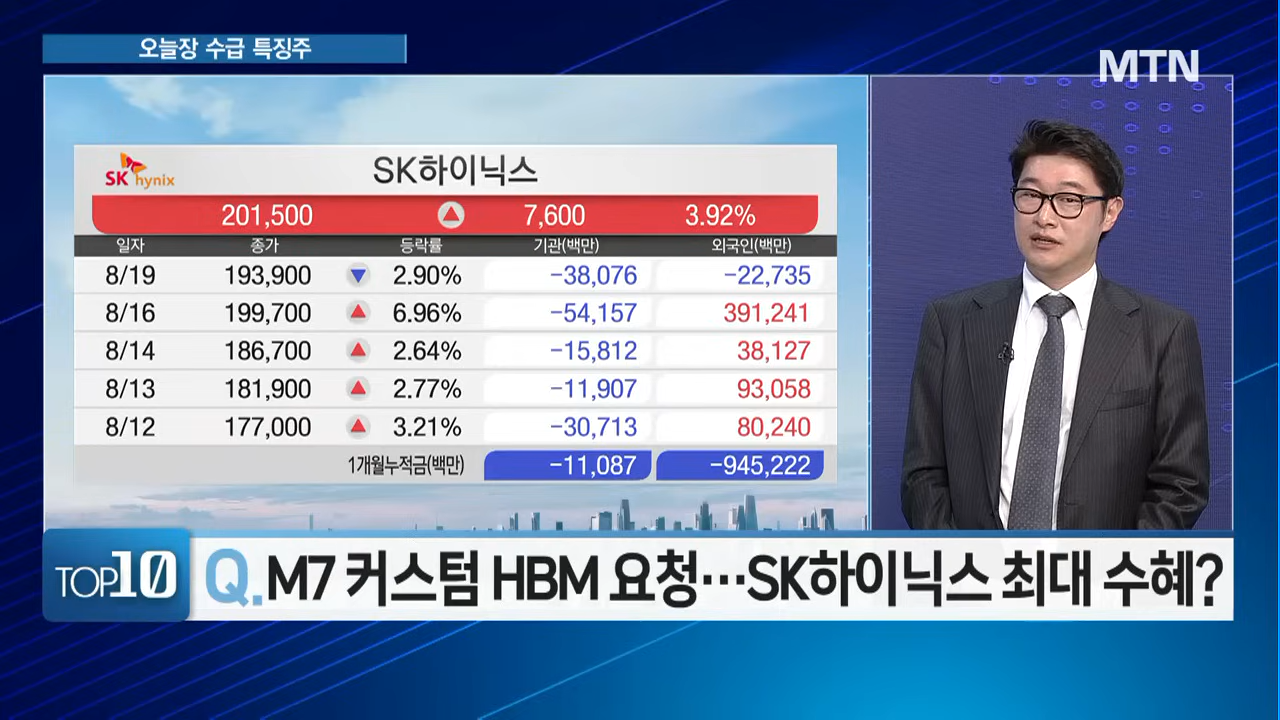 오늘장 수급 특징주
MTN
SK hynix
SK하이닉스
201,500 ▲ 7,600 3.92%
일자 종가 등락률 기관(백만) 외국인(백만)
8/19 193,900 ▼ 2.90% -38,076 -22,735
8/16 199,700 ▲ 6.96% -54,157 391,241
8/14 186,700 ▲ 2.64% -15,812 38,127
8/13 181,900 ▲ 2.77% -11,907 93,058
8/12 177,000 ▲ 3.21% -30,713 80,240
1개월누적금(백만) -11,087 -945,222
TOP10
Q.M7 커스텀 HBM 요청…SK하이닉스 최대 수혜?